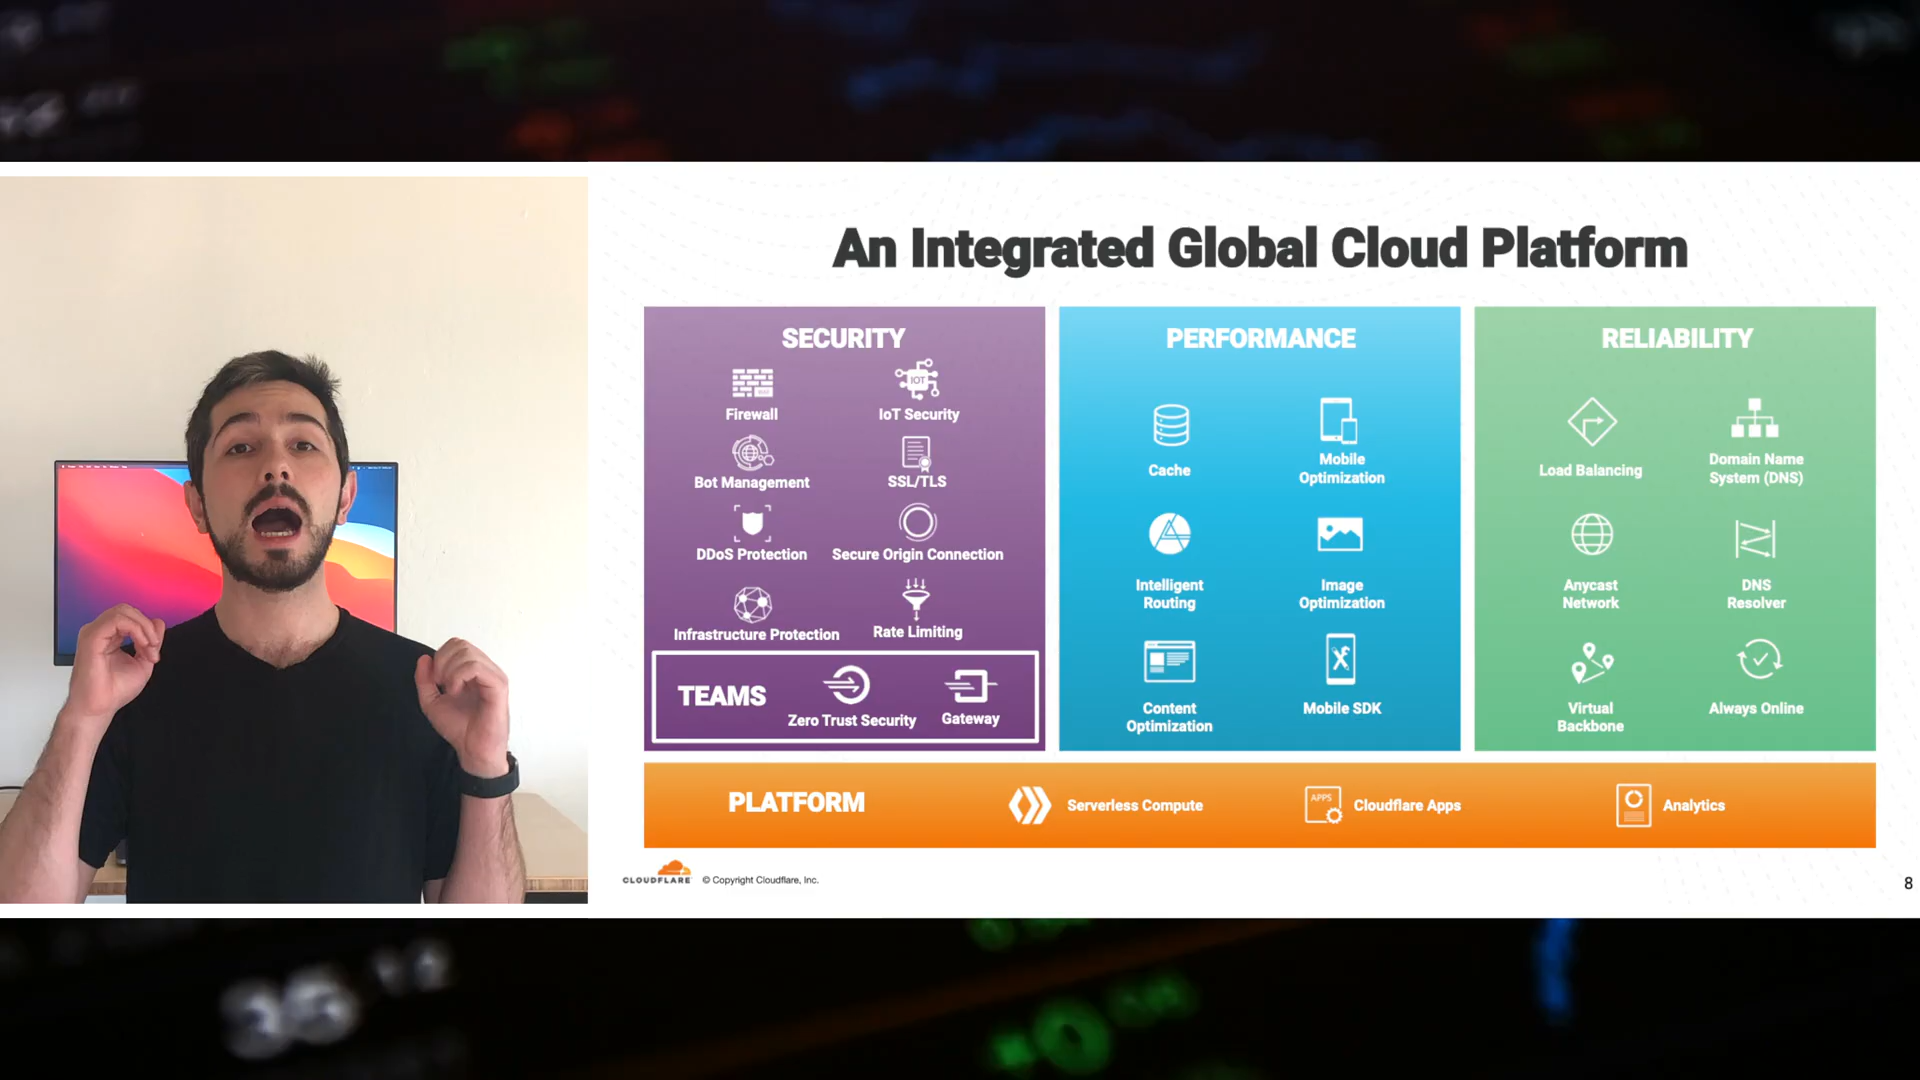 An Integrated Global Cloud Platform
SECURITY
Firewall
IOT
IoT Security
Bot Management
SSL/TLS
DDoS Protection
Secure Origin Connection
Infrastructure Protection
Rate Limiting
TEAMS
Zero Trust Security
Gateway
PERFORMANCE
Cache
Mobile
Optimization
Intelligent
Routing
Image
Optimization
Content
Optimization
Mobile SDK
RELIABILITY
Load Balancing
Domain Name
System (DNS)
Anycast
Network
DNS
Resolver
Virtual
Backbone
Always Online
PLATFORM
Serverless Compute
APPS
Cloudflare Apps
Analytics
CLOUDFLARE
© Copyright Cloudflare, Inc.
8